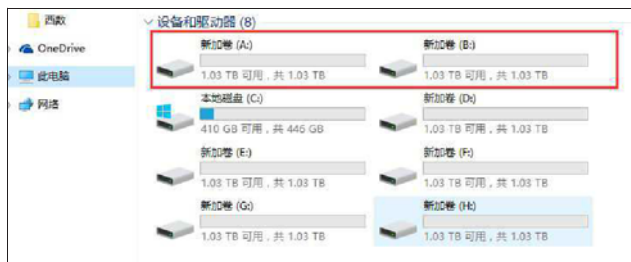 西数
OneDrive
此电脑
网络
设备和驱动器 (8)
新加卷 (A:)
1.03 TB 可用，共 1.03 TB
新加卷 (B:)
1.03 TB 可用，共 1.03 TB
本地磁盘 (C:)
410 GB 可用，共 446 GB
新加卷 (D:)
1.03 TB 可用，共 1.03 TB
新加卷 (E:)
1.03 TB 可用，共 1.03 TB
新加卷 (F:)
1.03 TB 可用，共 1.03 TB
新加卷 (G:)
1.03 TB 可用，共 1.03 TB
新加卷 (H:)
1.03 TB 可用，共 1.03 TB